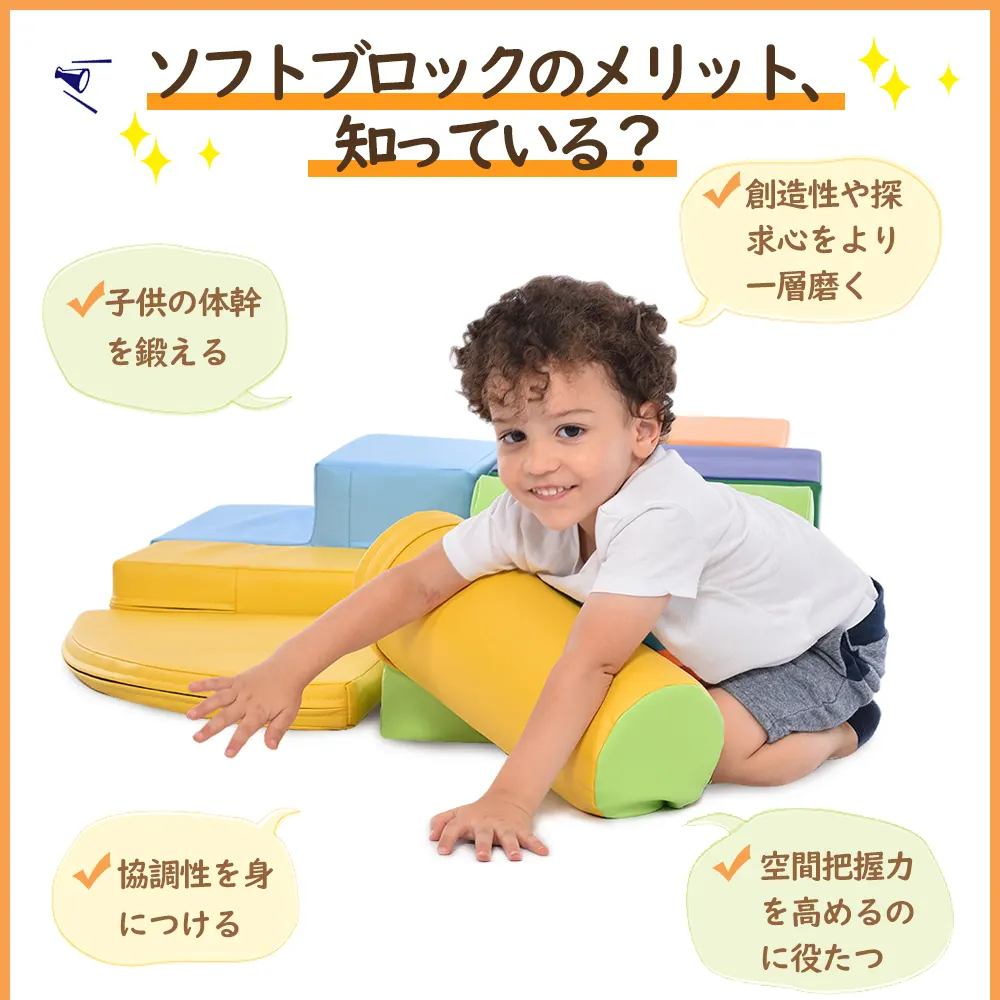 ソフトブロックのメリット、
知っている？
創造性や探
求心をより
一層磨く
子供の体幹
を鍛える
協調性を身
につける
空間把握力
を高めるの
に役たつ